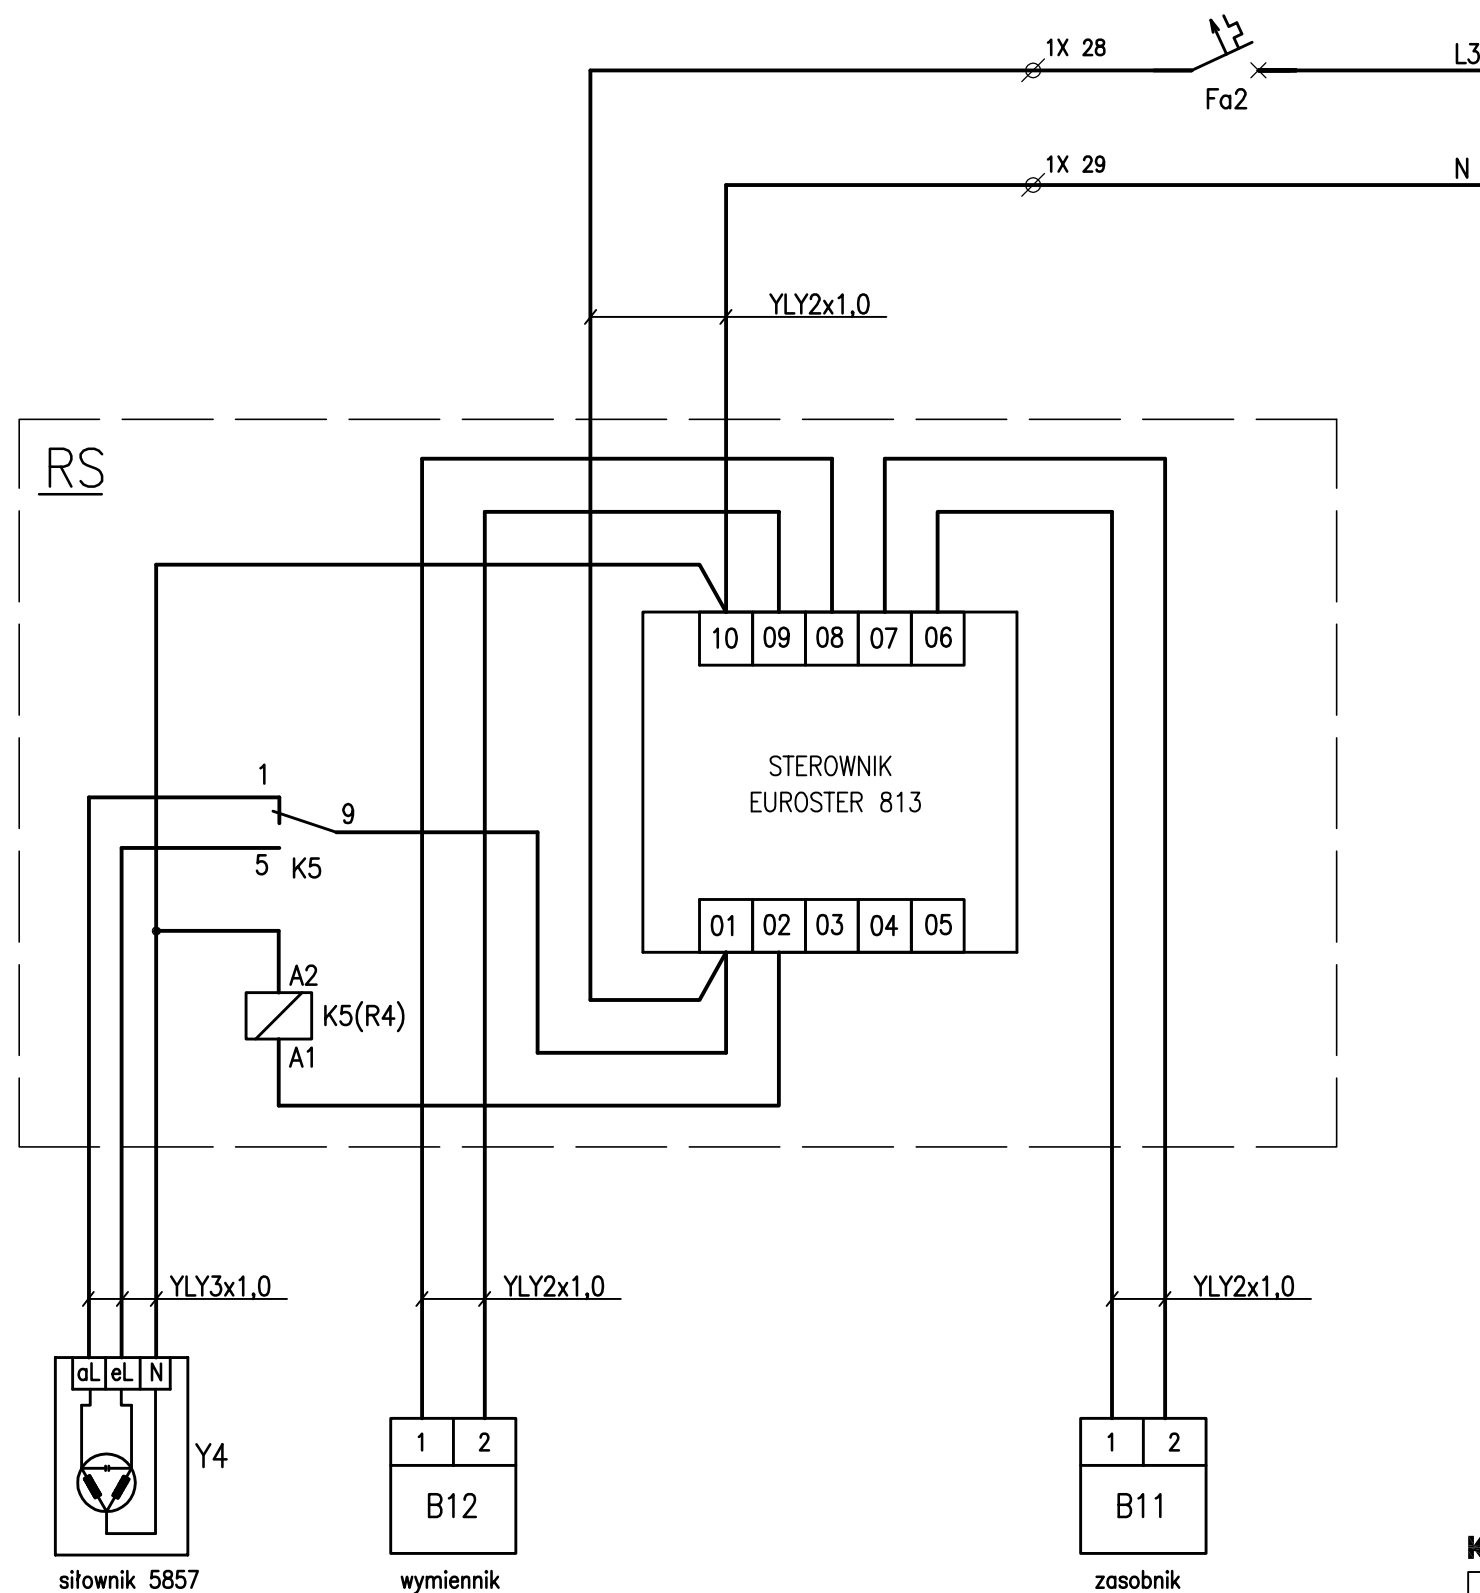 1X 28
L3
Fa2
1X 29
N
YLY2x1,0
RS
10 09 08 07 06
STEROWNIK
EUROSTER 813
1
9
5 K5
01 02 03 04 05
A2
K5(R4)
A1
YLY3x1,0 YLY2x1,0 YLY2x1,0
aL eL N
Y4
1 2
B12
1 2
B11
siłownik 5857 wymiennik zasobnik